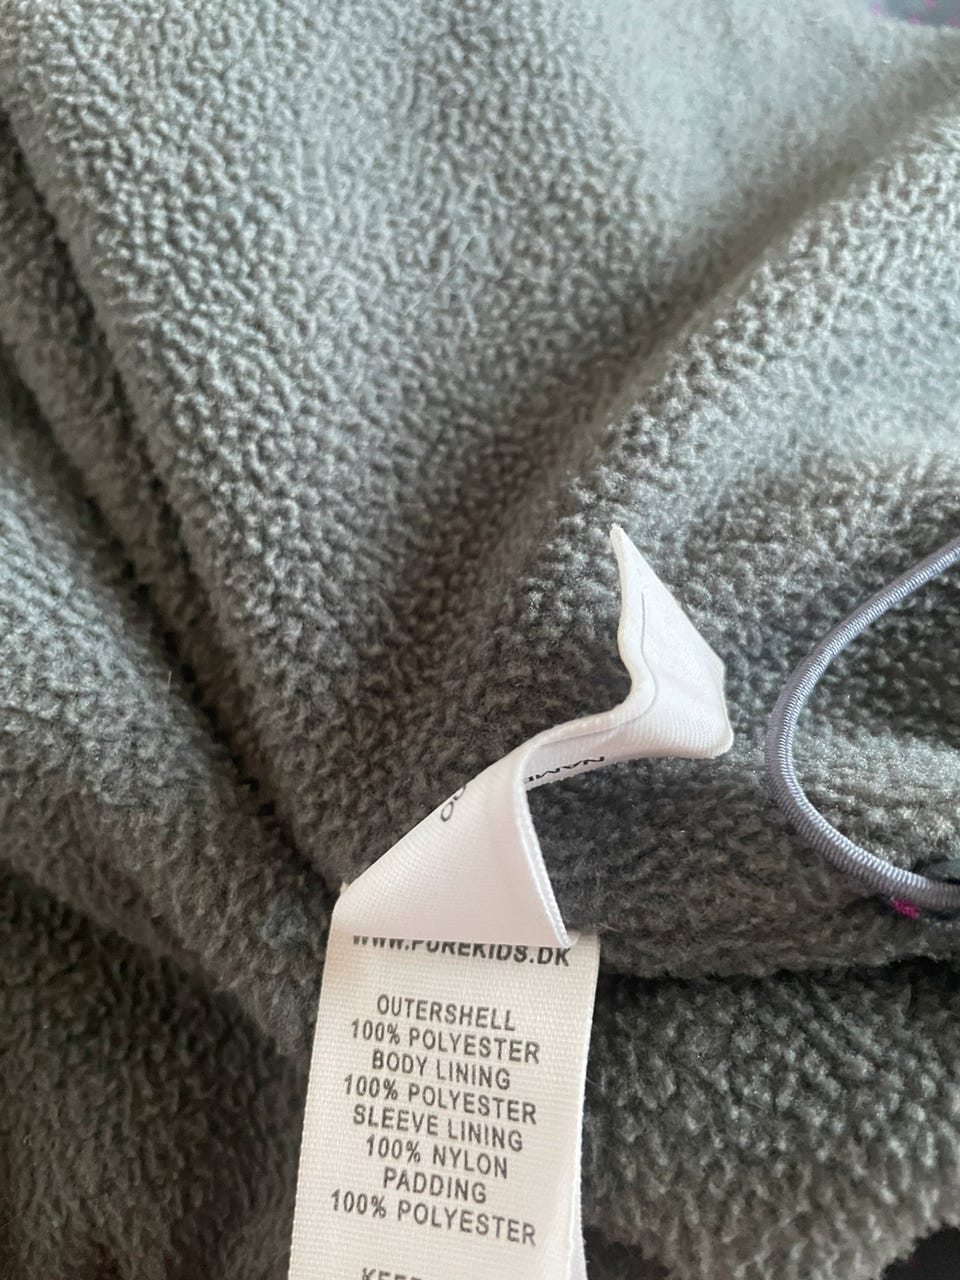 WWW.PUREKIDS.DK
OUTERSHELL
100% POLYESTER
BODY LINING
100% POLYESTER
SLEEVE LINING
100% NYLON
PADDING
100% POLYESTER